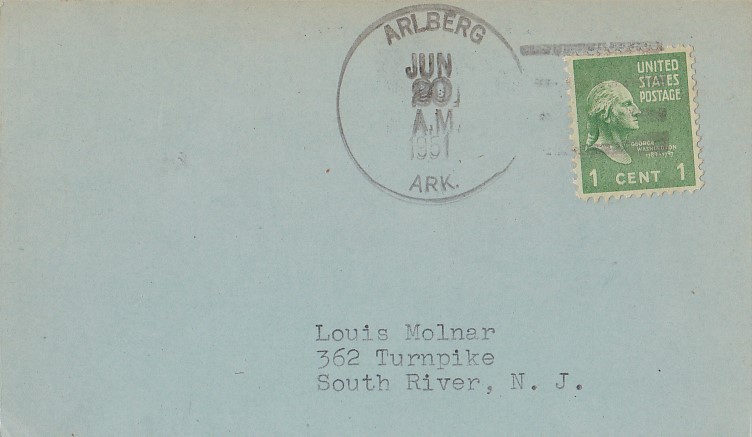 ARLBERG
JUN
20
A.M.
1951
ARK.
UNITED
STATES
POSTAGE
GEORGE
WASHINGTON
1 CENT 1
Louis Molnar
362 Turnpike
South River, N. J.